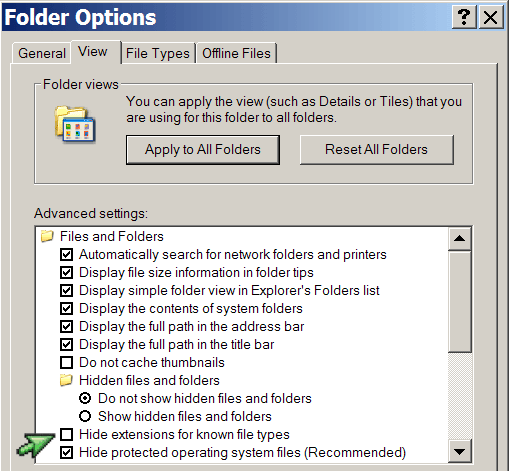 Folder Options
General View File Types Offline Files
Folder views
You can apply the view (such as Details or Tiles) that you
are using for this folder to all folders.
Apply to All Folders Reset All Folders
Advanced settings:
Files and Folders
Automatically search for network folders and printers
Display file size information in folder tips
Display simple folder view in Explorer's Folders list
Display the contents of system folders
Display the full path in the address bar
Display the full path in the title bar
Do not cache thumbnails
Hidden files and folders
Do not show hidden files and folders
Show hidden files and folders
Hide extensions for known file types
Hide protected operating system files (Recommended)